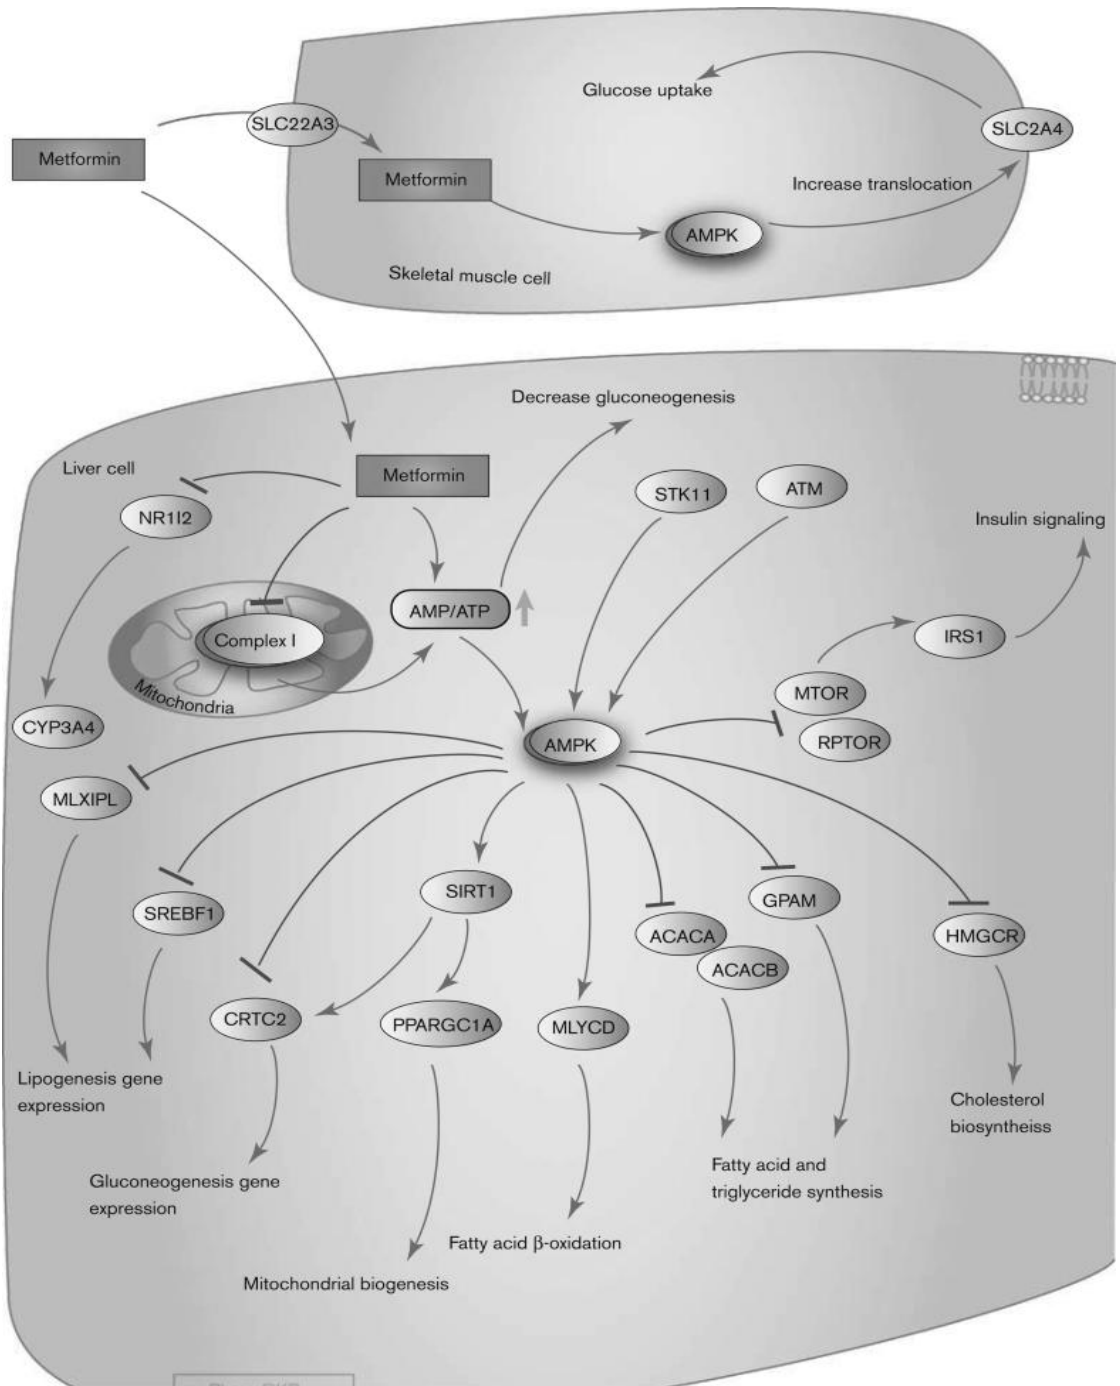 Glucose uptake
SLC22A3
SLC2A4
Metformin
Metformin
Increase translocation
AMPK
Skeletal muscle cell
Decrease gluconeogenesis
Liver cell
Metformin
STK11
ATM
NR1I2
Insulin signaling
AMP/ATP
Complex I
IRS1
Mitochondria
MTOR
CYP3A4
AMPK
RPTOR
MLXIPL
SIRT1
GPAM
SREBF1
ACACA
HMGCR
ACACB
CRTC2
PPARGC1A
MLYCD
Lipogenesis gene
expression
Cholesterol
biosyntheiss
Gluconeogenesis gene
expression
Fatty acid and
triglyceride synthesis
Fatty acid β-oxidation
Mitochondrial biogenesis